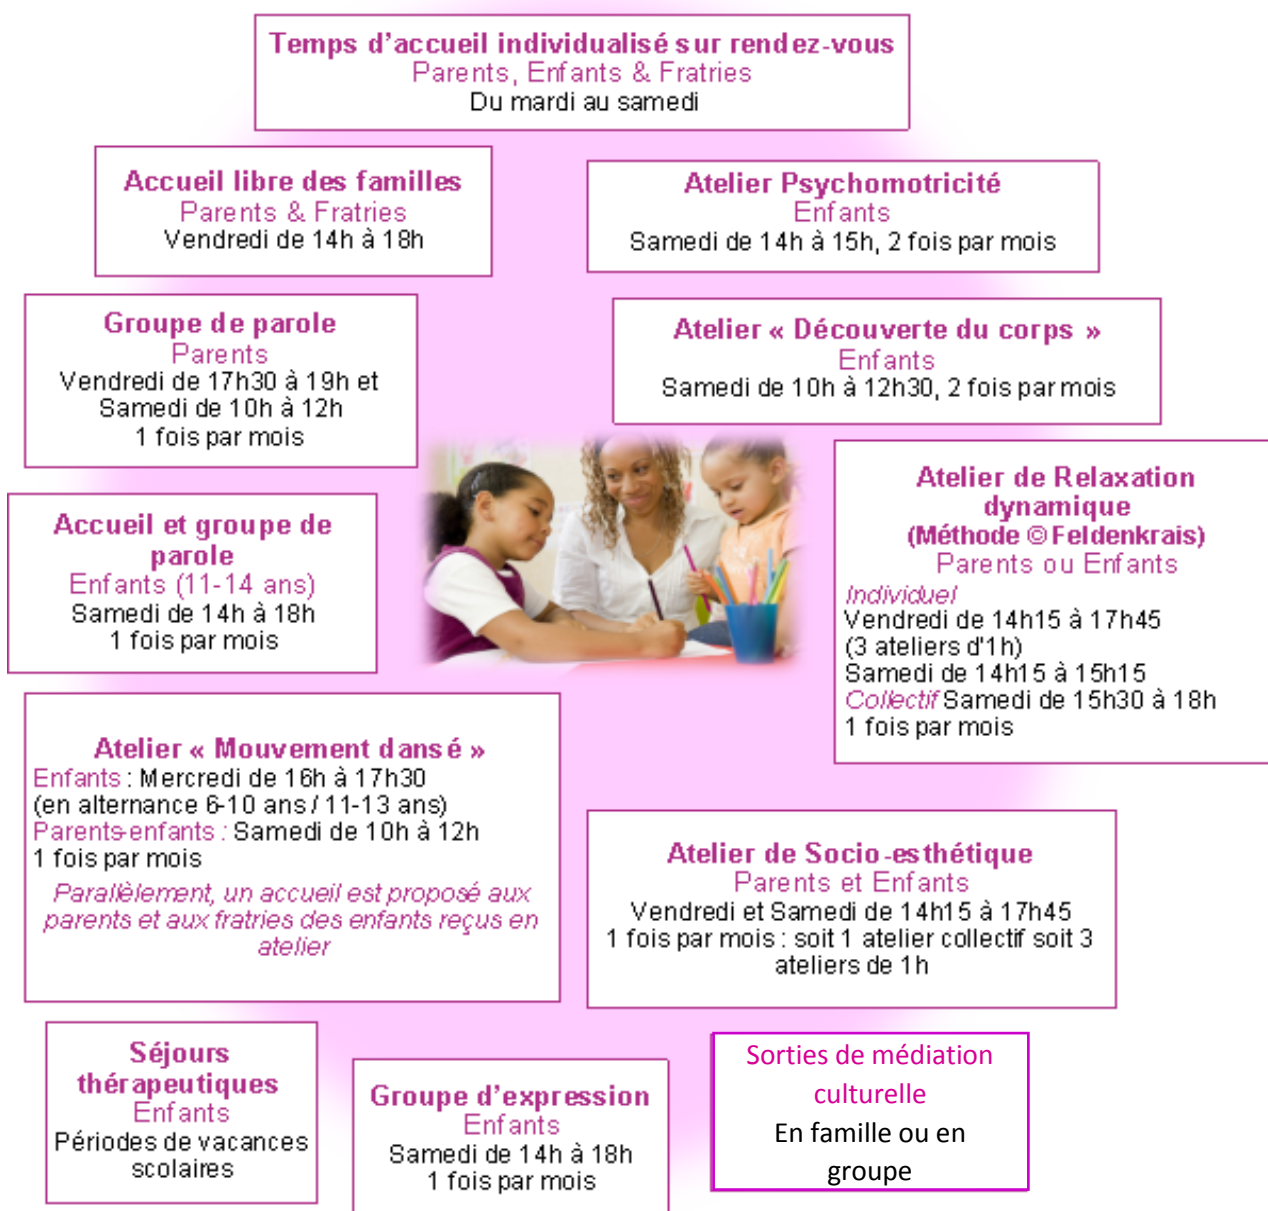 Temps d'accueil individualisé sur rendez-vous
Parents, Enfants & Fratries
Du mardi au samedi
Accueil libre des familles
Parents & Fratries
Vendredi de 14h à 18h
Atelier Psychomotricité
Enfants
Samedi de 14h à 15h, 2 fois par mois
Groupe de parole
Parents
Vendredi de 17h30 à 19h et
Samedi de 10h à 12h
1 fois par mois
Atelier « Découverte du corps »
Enfants
Samedi de 10h à 12h30, 2 fois par mois
Accueil et groupe de
parole
Enfants (11-14 ans)
Samedi de 14h à 18h
1 fois par mois
Atelier de Relaxation
dynamique
(Méthode ©Feldenkrais)
Parents ou Enfants
Individuel
Vendredi de 14h15 à 17h45
(3 ateliers d'1h)
Samedi de 14h15 à 15h15
Collectif Samedi de 15h30 à 18h
1 fois par mois
Atelier « Mouvement dansé »
Enfants : Mercredi de 16h à 17h30
(en alternance 6-10 ans / 11-13 ans)
Parents-enfants : Samedi de 10h à 12h
1 fois par mois
Parallèlement, un accueil est proposé aux
parents et aux fratries des enfants reçus en
atelier
Atelier de Socio-esthétique
Parents et Enfants
Vendredi et Samedi de 14h15 à 17h45
1 fois par mois : soit 1 atelier collectif soit 3
ateliers de 1h
Séjours
thérapeutiques
Enfants
Périodes de vacances
scolaires
Groupe d'expression
Enfants
Samedi de 14h à 18h
1 fois par mois
Sorties de médiation
culturelle
En famille ou en
groupe